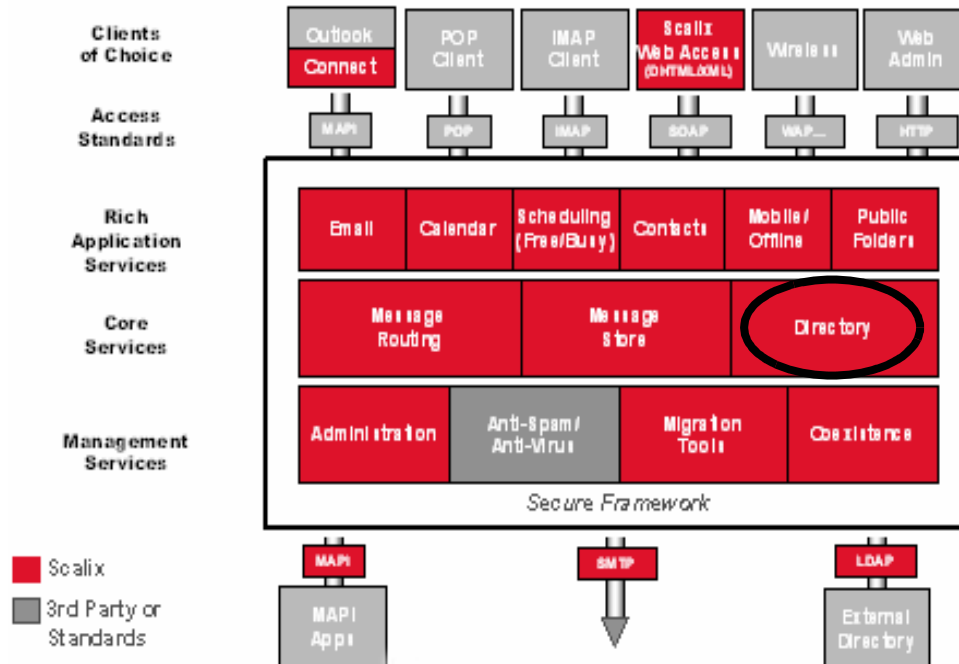 Clients
of Choice
Outlook
Connect
POP
Client
IMAP
Client
Scalix
Web Access
(DHTML/XML)
Wireless
Web
Admin
Access
Standards
MAPI
POP
IMAP
SOAP
WAP...
HTTP
Rich
Application
Services
Email
Calendar
Scheduling
(Free/Busy)
Contacts
Mobile/
Offline
Public
Folders
Core
Services
Message
Routing
Message
Store
Directory
Management
Services
Administration
Anti-Spam/
Anti-Virus
Migration
Tools
Coexistence
Secure Framework
MAPI
SMTP
LDAP
Scalix
3rd Party or
Standards
MAPI
Apps
External
Directory